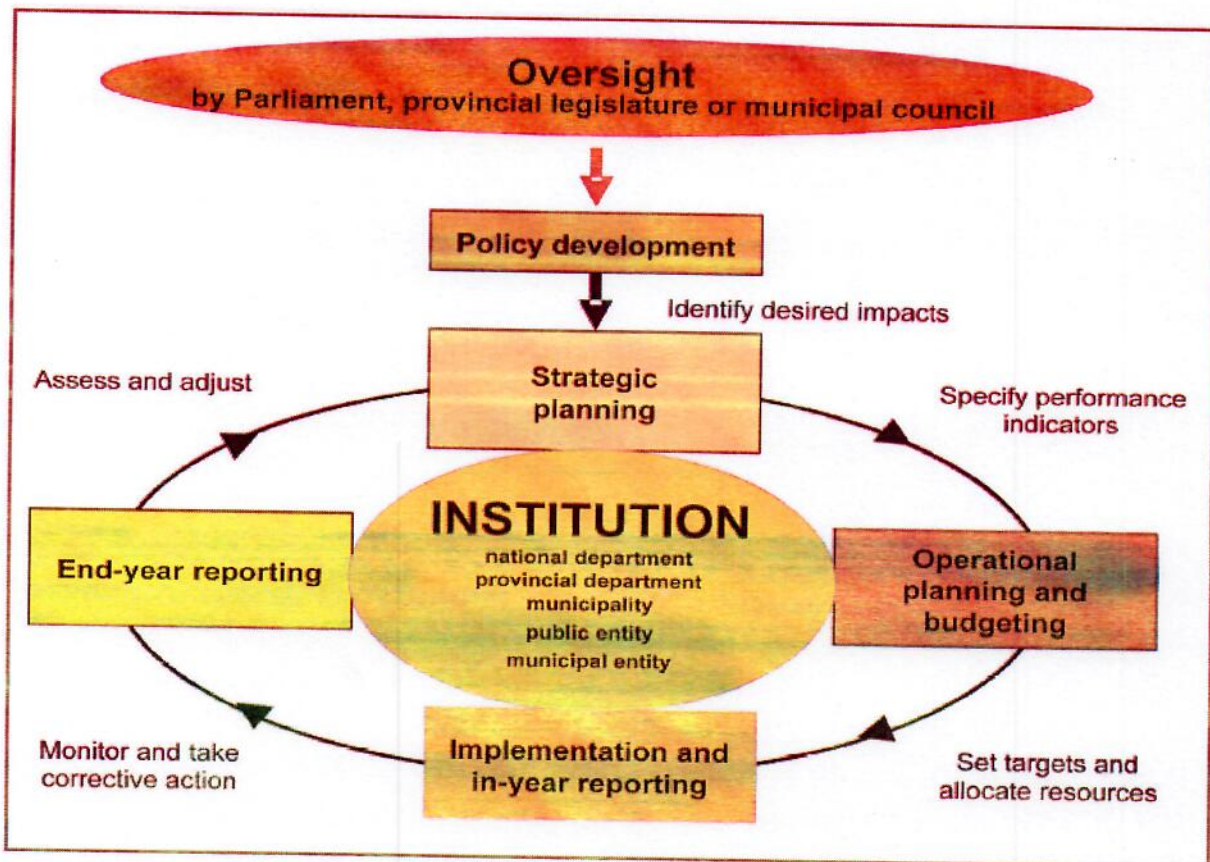 Oversight
by Parliament, provincial legislature or municipal council
Policy development
Identify desired impacts
Strategic
planning
Assess and adjust
Specify performance
indicators
INSTITUTION
national department
provincial department
municipality
public entity
municipal entity
End-year reporting
Operational
planning and
budgeting
Implementation and
in-year reporting
Monitor and take
corrective action
Set targets and
allocate resources